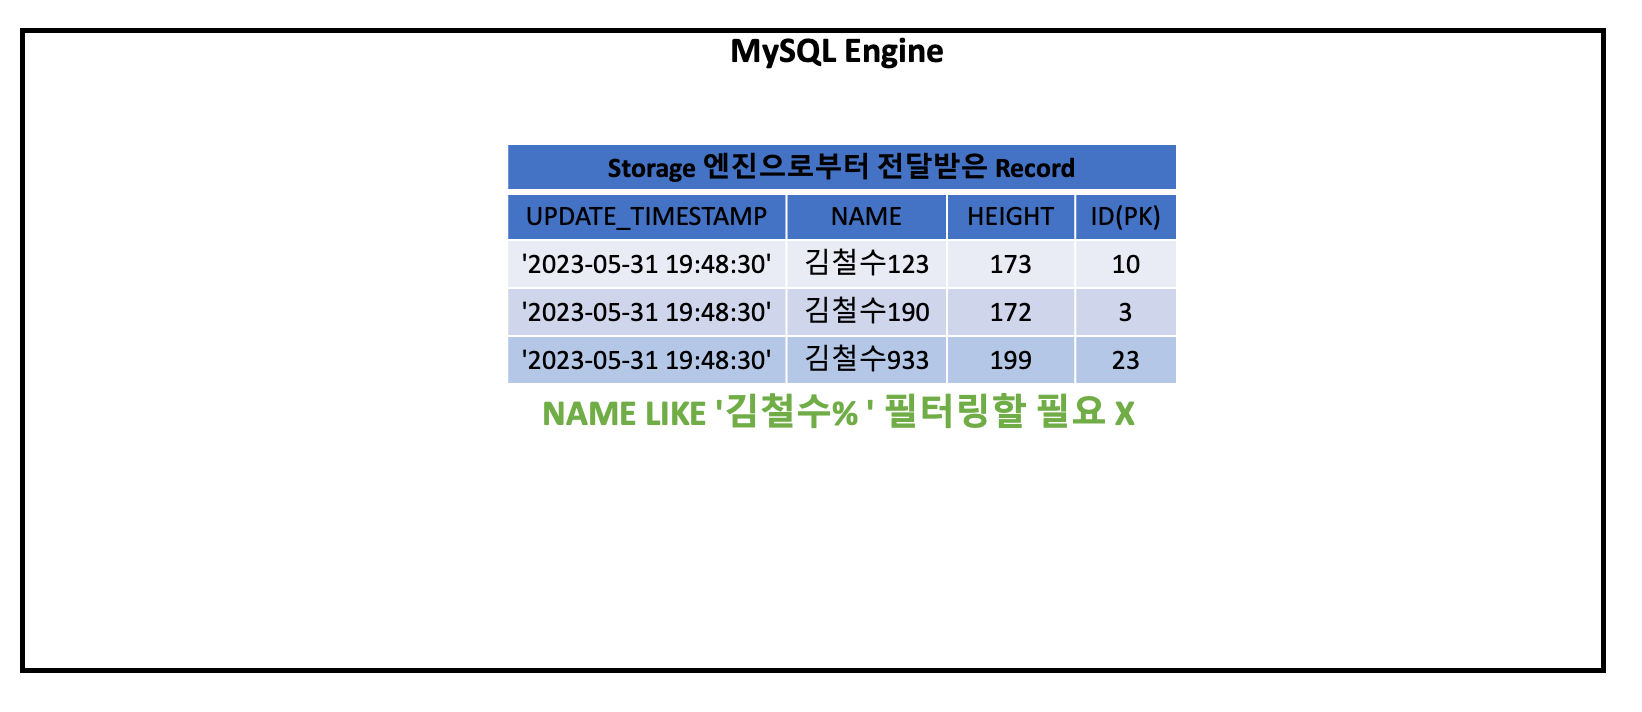 MySQL Engine
Storage 엔진으로부터 전달받은 Record
UPDATE_TIMESTAMP NAME HEIGHT ID(PK)
'2023-05-31 19:48:30' 김철수123 173 10
'2023-05-31 19:48:30' 김철수190 172 3
'2023-05-31 19:48:30' 김철수933 199 23
NAME LIKE '김철수% ' 필터링할 필요 X